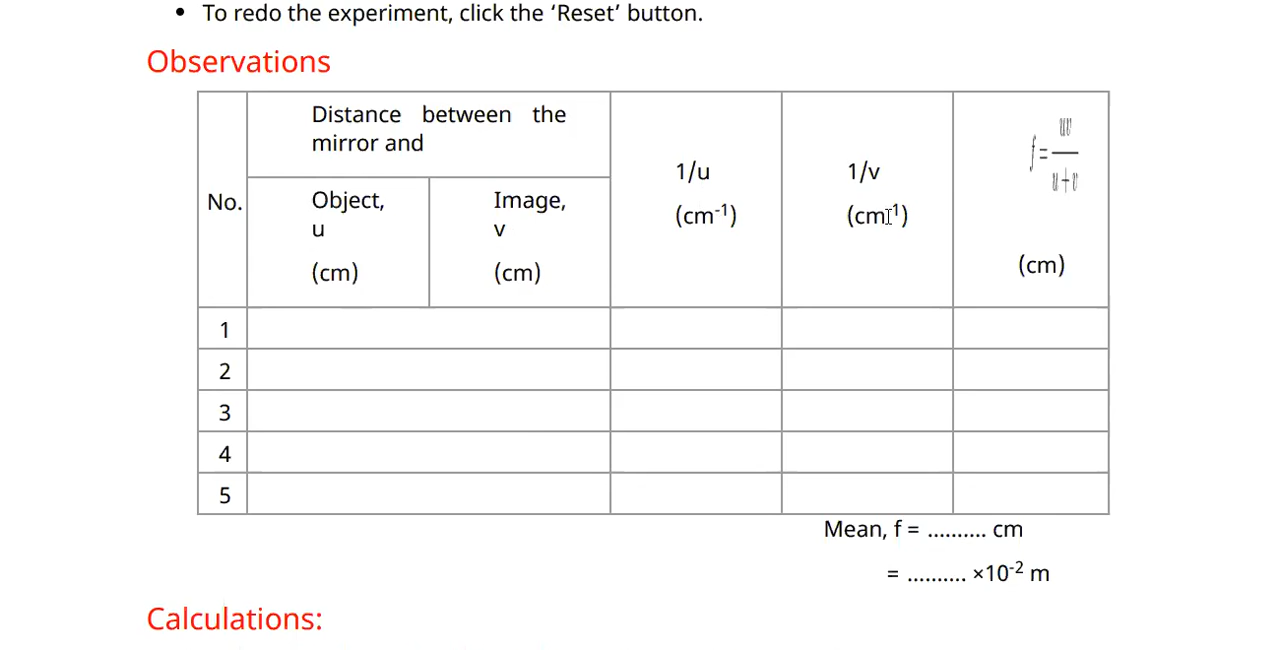 • To redo the experiment, click the ‘Reset’ button.
Observations
No.
Distance between the
mirror and
Object,
u
(cm)
Image,
v
(cm)
1/u
(cm⁻¹)
1/v
(cm⁻¹)
f = uv / u+v
(cm)
1
2
3
4
5
Mean, f = .......... cm
= .......... ×10⁻² m
Calculations: